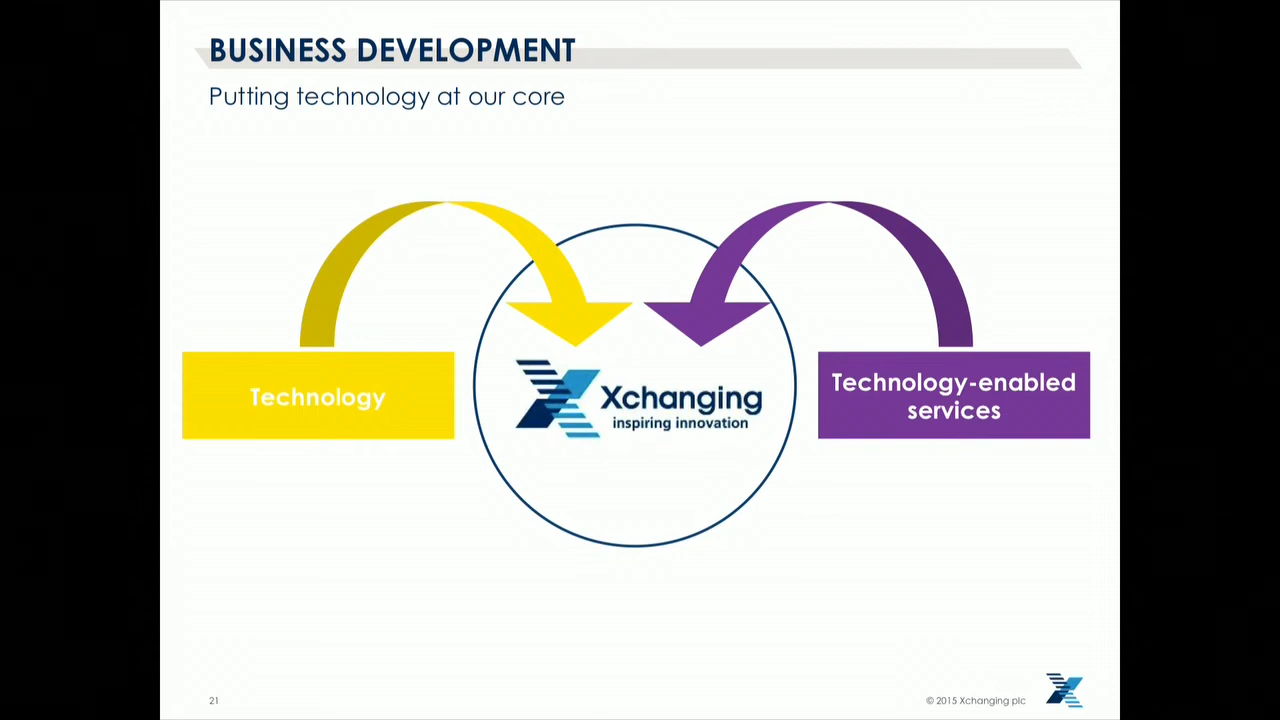 BUSINESS DEVELOPMENT
Putting technology at our core
Technology
Xchanging
inspiring innovation
Technology-enabled
services
21
© 2015 Xchanging plc